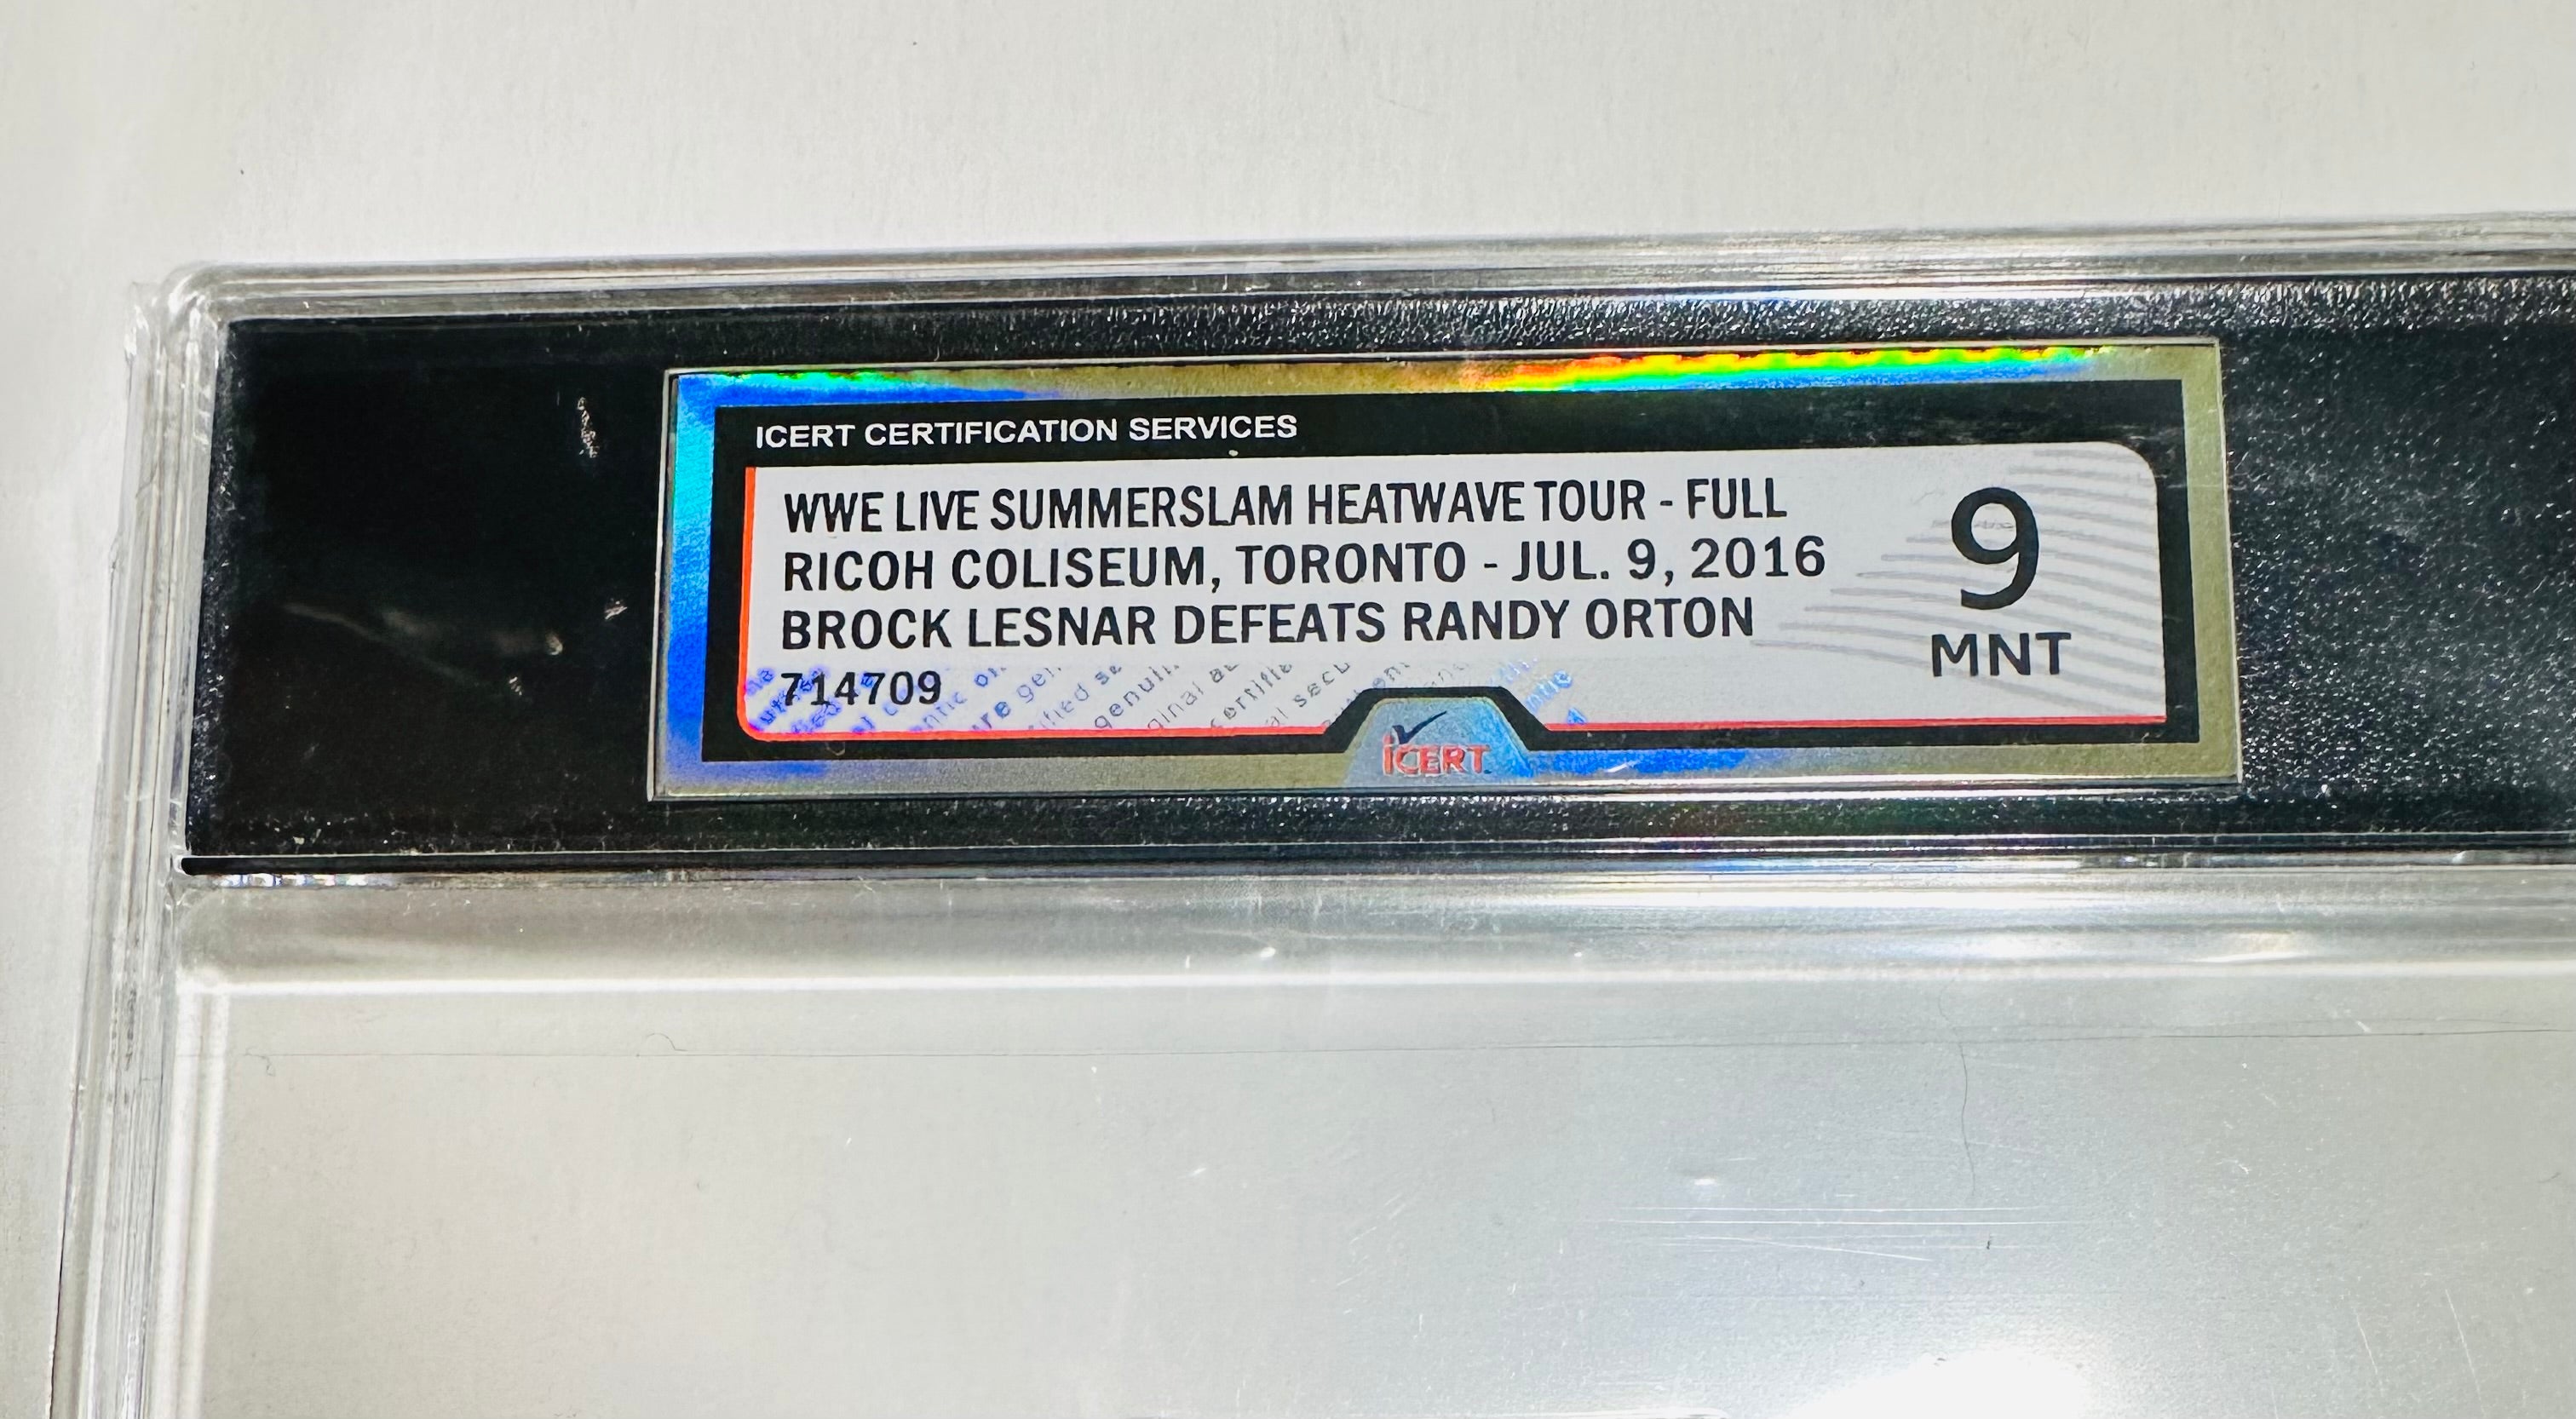 ICERT CERTIFICATION SERVICES
WWE LIVE SUMMERSLAM HEATWAVE TOUR - FULL
RICOH COLISEUM, TORONTO - JUL. 9, 2016
BROCK LESNAR DEFEATS RANDY ORTON
714709
9
MNT
iCERT